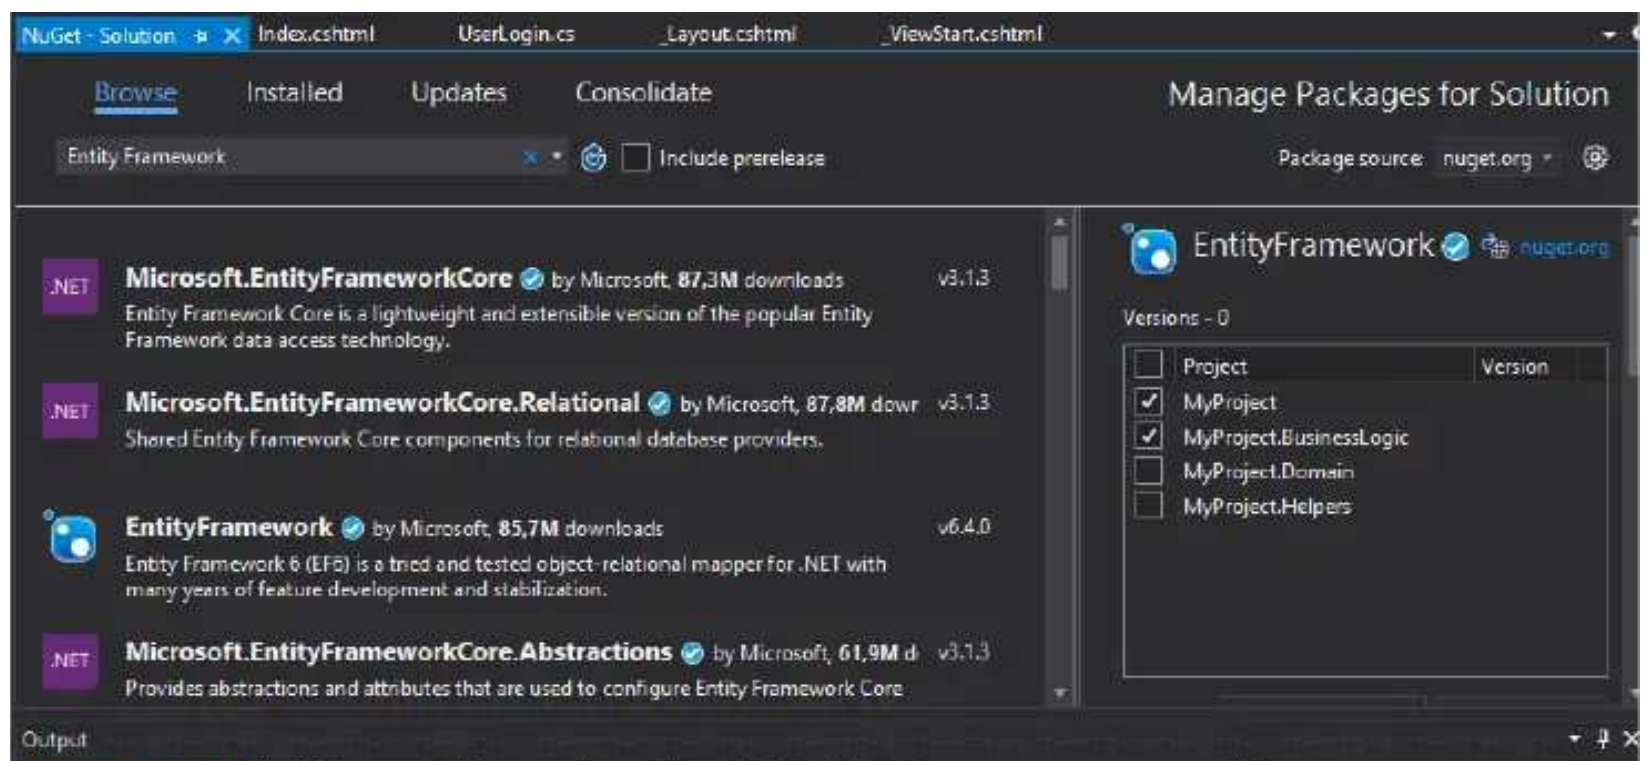 NuGet - Solution Index.cshtml UserLogin.cs _Layout.cshtml _ViewStart.cshtml
Browse Installed Updates Consolidate Manage Packages for Solution
Entity Framework Include prerelease Package source: nuget.org
.NET Microsoft.EntityFrameworkCore by Microsoft, 87,3M downloads v3.1.3
Entity Framework Core is a lightweight and extensible version of the popular Entity
Framework data access technology.
.NET Microsoft.EntityFrameworkCore.Relational by Microsoft, 87,8M dowr v3.1.3
Shared Entity Framework Core components for relational database providers.
EntityFramework by Microsoft, 85,7M downloads v6.4.0
Entity Framework 6 (EF6) is a tried and tested object-relational mapper for .NET with
many years of feature development and stabilization.
.NET Microsoft.EntityFrameworkCore.Abstractions by Microsoft, 61,9M d v3.1.3
Provides abstractions and attributes that are used to configure Entity Framework Core
EntityFramework nuget.org
Versions - 0
Project Version
MyProject
MyProject.BusinessLogic
MyProject.Domain
MyProject.Helpers
Output